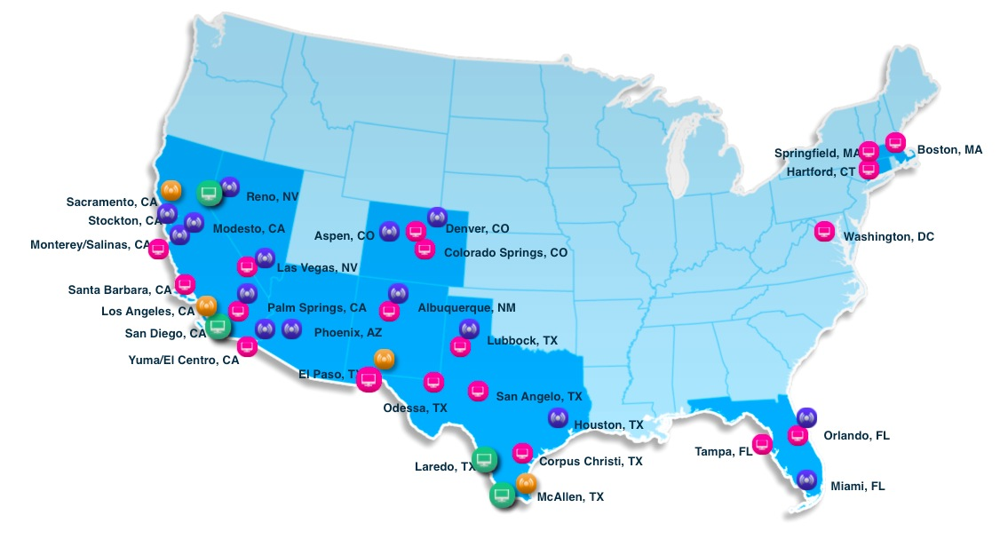 Boston, MA
Springfield, MA
Hartford, CT
Sacramento, CA
Reno, NV
Stockton, CA
Modesto, CA
Denver, CO
Aspen, CO
Washington, DC
Monterey/Salinas, CA
Colorado Springs, CO
Las Vegas, NV
Santa Barbara, CA
Los Angeles, CA
Palm Springs, CA
Albuquerque, NM
San Diego, CA
Phoenix, AZ
Lubbock, TX
Yuma/El Centro, CA
El Paso, TX
San Angelo, TX
Odessa, TX
Houston, TX
Orlando, FL
Tampa, FL
Laredo, TX
Corpus Christi, TX
Miami, FL
McAllen, TX